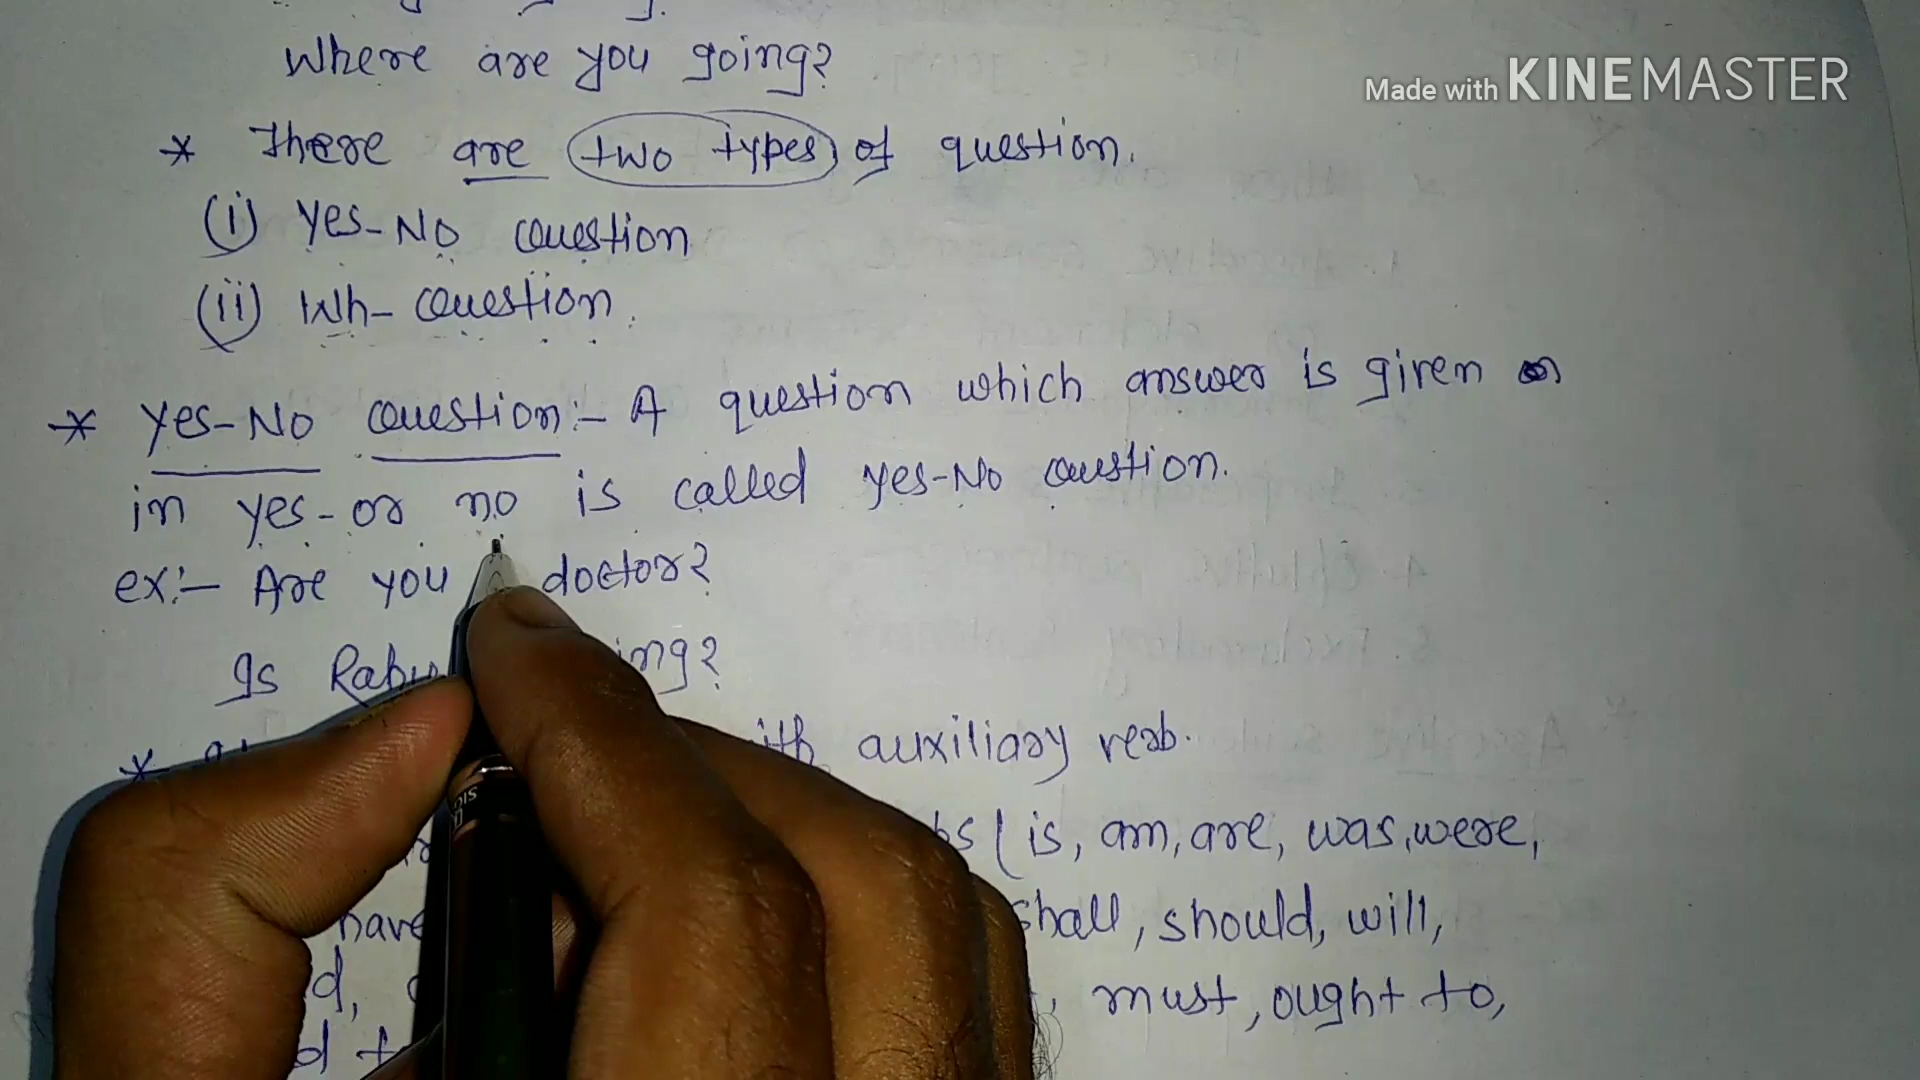 Where are you going?
Made with KINEMASTER
* There are two types of question.
(i) Yes-No Question
(ii) Wh- Question.
* Yes-No Question:- A question which answer is given
in yes- or no is called Yes-No Qustion.
ex:- Are you doctor?
Is
auxiliary verb.
(is, am, are, was, were,
have shall, should, will,
must, ought to,